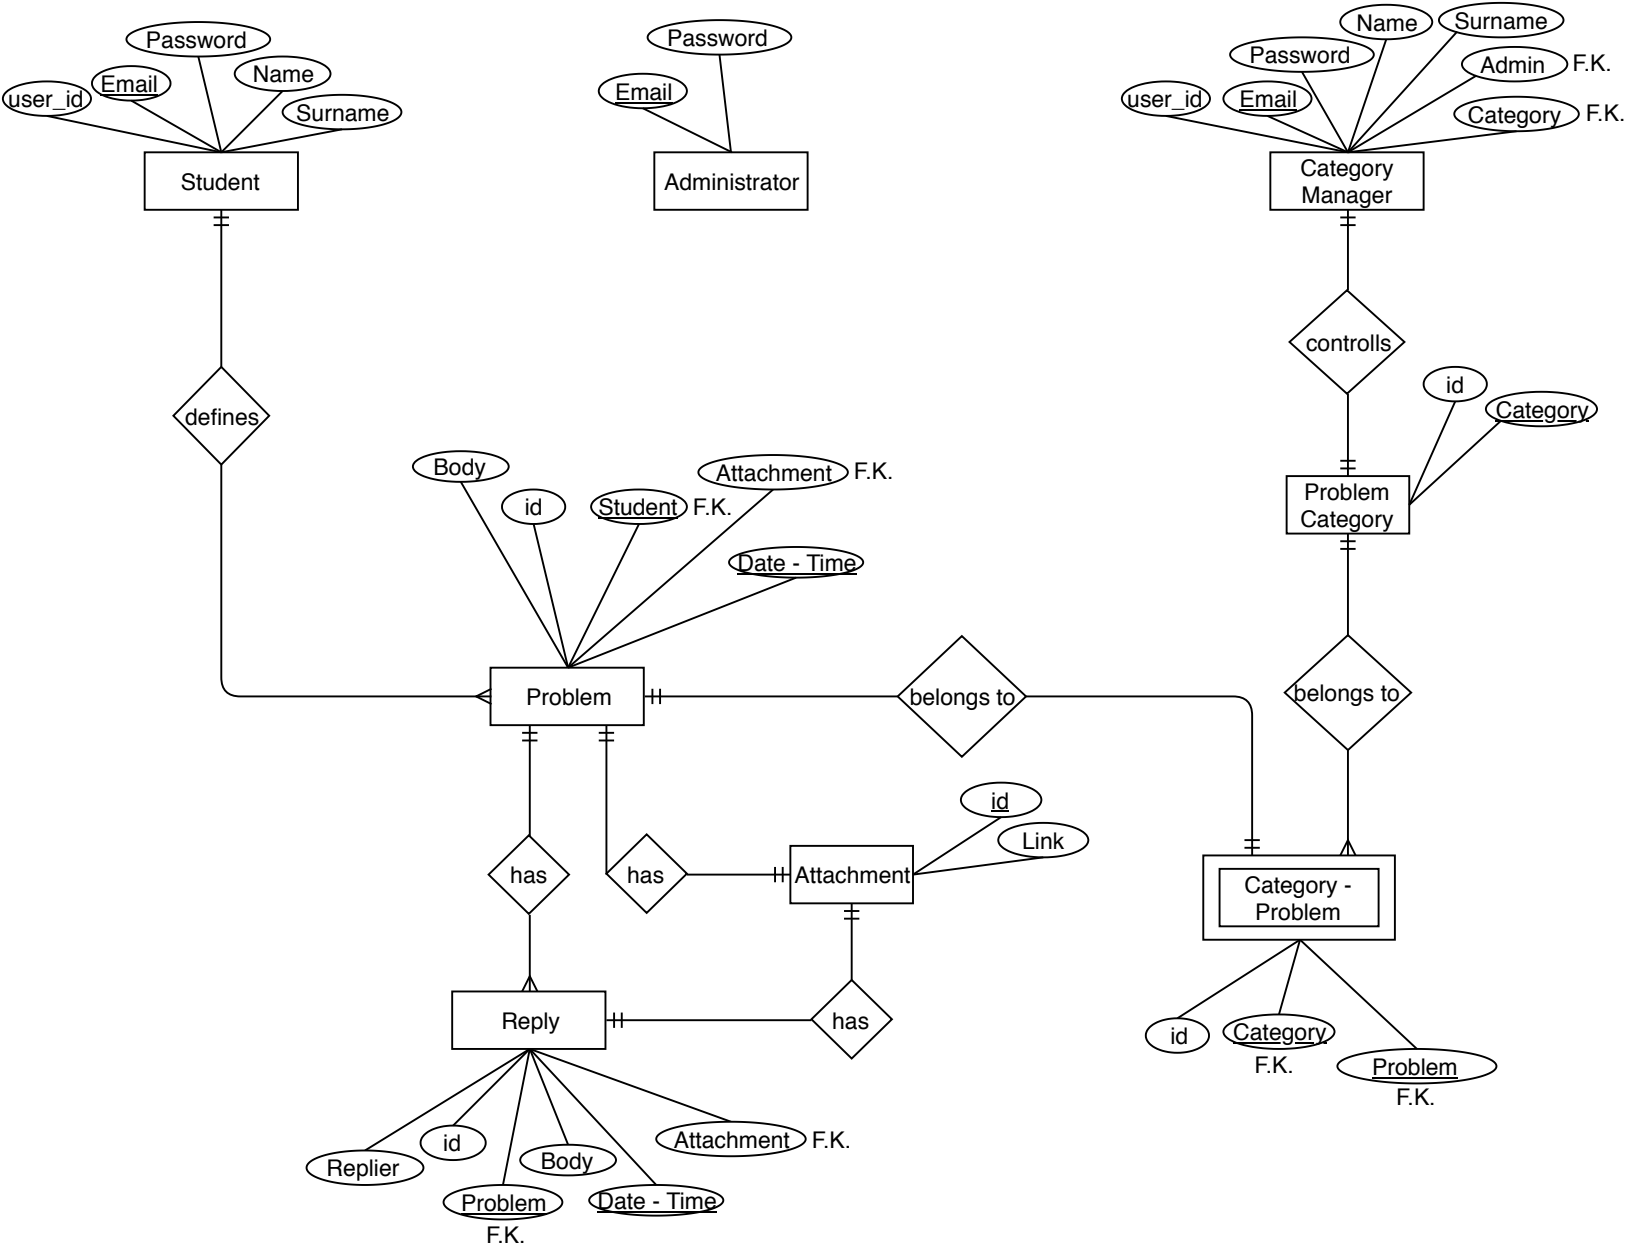 Password
Email
Name
user_id
Surname
Student
Password
Email
Administrator
Name
Surname
Password
Admin
F.K.
user_id
Email
Category
F.K.
Category
Manager
controlls
id
Category
Problem
Category
defines
Body
id
Student
F.K.
Attachment
F.K.
Date - Time
Problem
belongs to
belongs to
id
Link
has
has
Attachment
Category -
Problem
Reply
has
id
Category
F.K.
Problem
F.K.
Replier
id
Problem
F.K.
Body
Date - Time
Attachment
F.K.